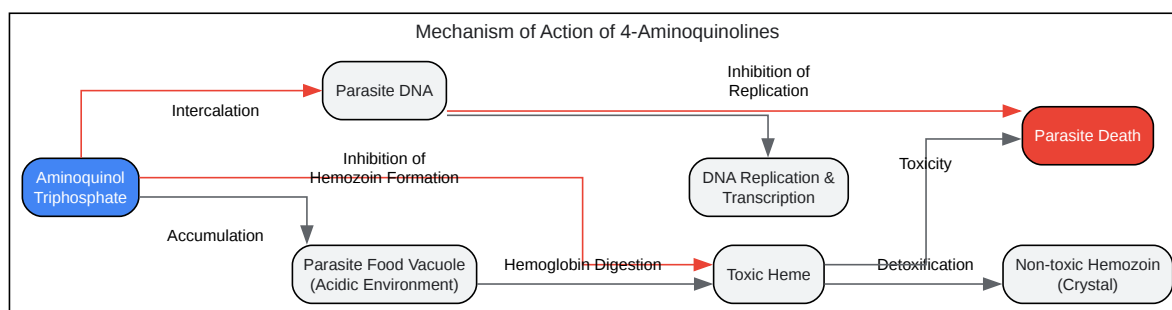 Mechanism of Action of 4-Aminoquinolines
Inhibition of
Replication
Parasite DNA
Intercalation
Parasite Death
Inhibition of
Hemozoin Formation
Toxicity
Aminoquinol
Triphosphate
DNA Replication &
Transcription
Accumulation
Parasite Food Vacuole
(Acidic Environment)
Hemoglobin Digestion
Toxic Heme
Detoxification
Non-toxic Hemozoin
(Crystal)